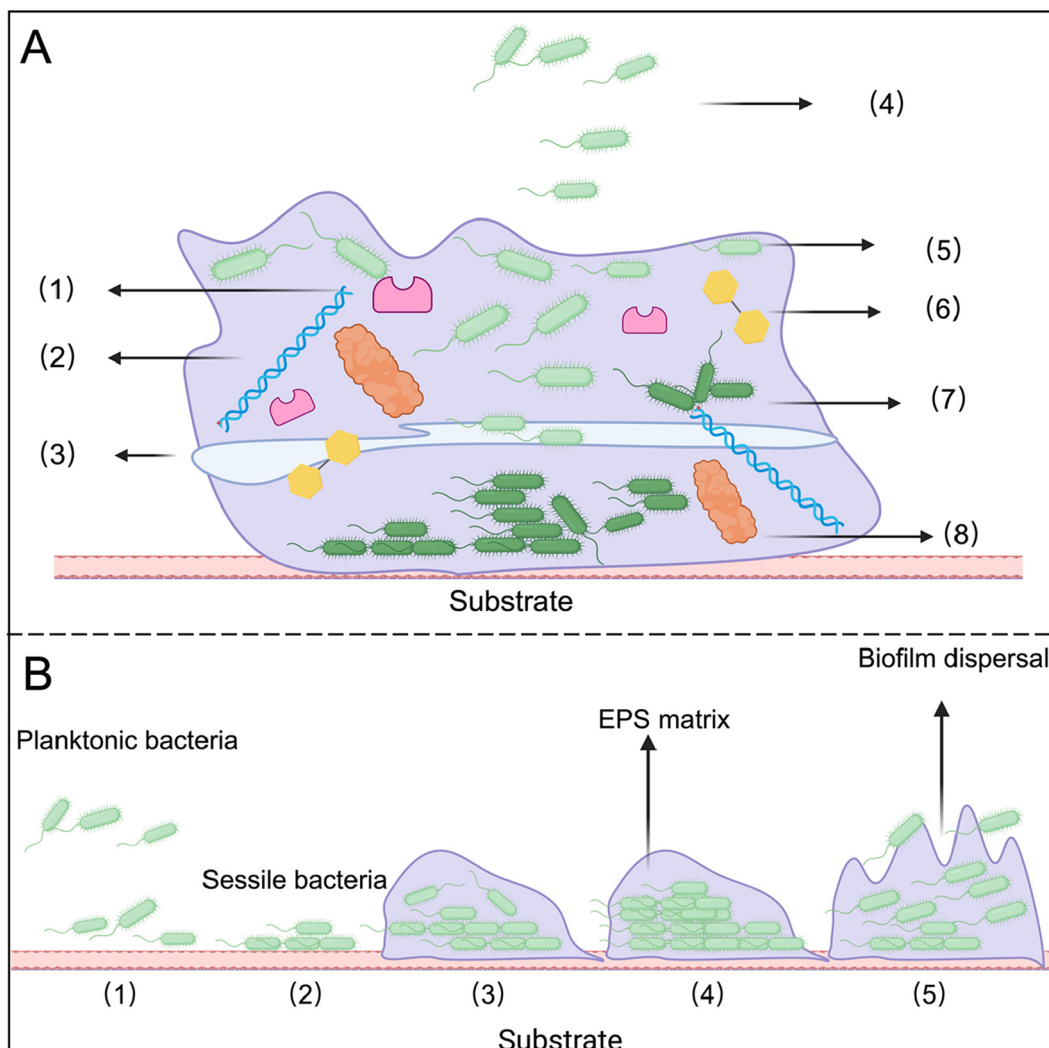 A
(4)
(5)
(1)
(6)
(2)
(7)
(3)
(8)
Substrate
B
Biofilm dispersal
EPS matrix
Planktonic bacteria
Sessile bacteria
(1)
(2)
(3)
(4)
(5)
Substrate